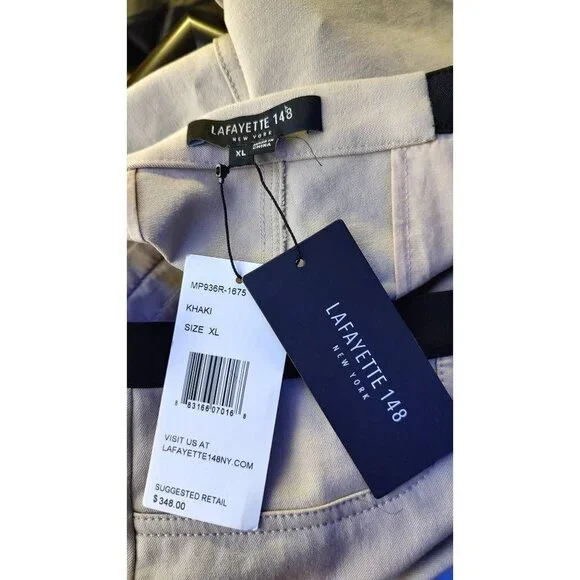 LAFAYETTE 148
NEW YORK
XL
MADE IN
CHINA
MP936R-1675
KHAKI
SIZE XL
8 83166 07016 8
VISIT US AT
LAFAYETTE148NY.COM
SUGGESTED RETAIL
$ 348.00
LAFAYETTE 148
NEW YORK